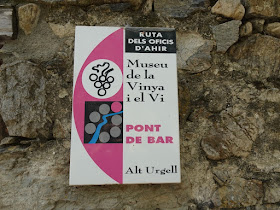 RUTA
DELS OFICIS
D'AHIR
Museu
de la
Vinya
i el Vi
PONT
DE BAR
Alt Urgell